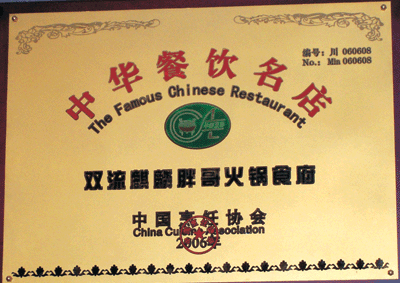 编号：川 060608
No.：Min 060608
中华餐饮名店
The Famous Chinese Restaurant
双流麒麟胖哥火锅食府
中国烹饪协会
China Cuisine Association
2006年